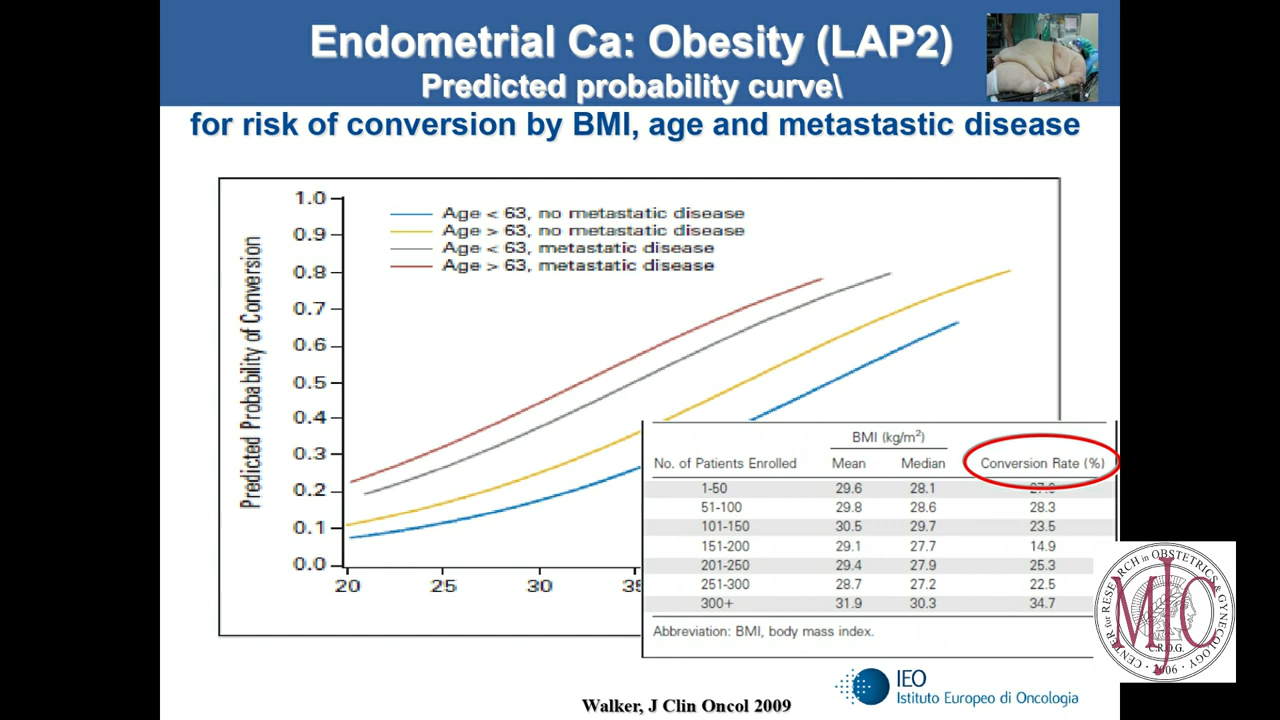 Endometrial Ca: Obesity (LAP2)
Predicted probability curve\
for risk of conversion by BMI, age and metastastic disease
Predicted Probability of Conversion
1.0
0.9
0.8
0.7
0.6
0.5
0.4
0.3
0.2
0.1
0.0
20 25 30
Age < 63, no metastatic disease
Age > 63, no metastatic disease
Age < 63, metastatic disease
Age > 63, metastatic disease
BMI (kg/m²)
No. of Patients Enrolled Mean Median Conversion Rate (%)
1-50 29.6 28.1
51-100 29.8 28.6 28.3
101-150 30.5 29.7 23.5
151-200 29.1 27.7 14.9
201-250 29.4 27.9 25.3
251-300 28.7 27.2 22.5
300+ 31.9 30.3 34.7
Abbreviation: BMI, body mass index.
Walker, J Clin Oncol 2009
IEO
Istituto Europeo di Oncologia
CENTER for RESEARCH in OBSTETRICS & GYNECOLOGY
MJC
C.R.O.G.
· 2006 ·